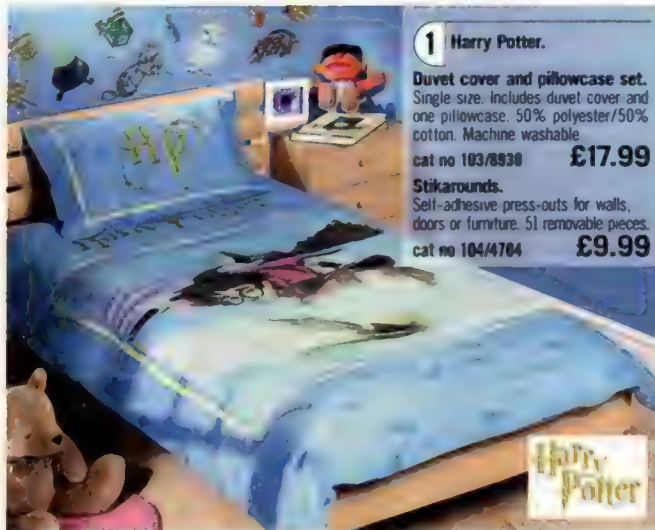 1 Harry Potter.
Duvet cover and pillowcase set.
Single size. Includes duvet cover and
one pillowcase. 50% polyester/50%
cotton. Machine washable
cat no 103/8930 £17.99
Stikarounds.
Self-adhesive press-outs for walls,
doors or furniture. 51 removable pieces.
cat no 104/4704 £9.99
HP
Harry
Potter